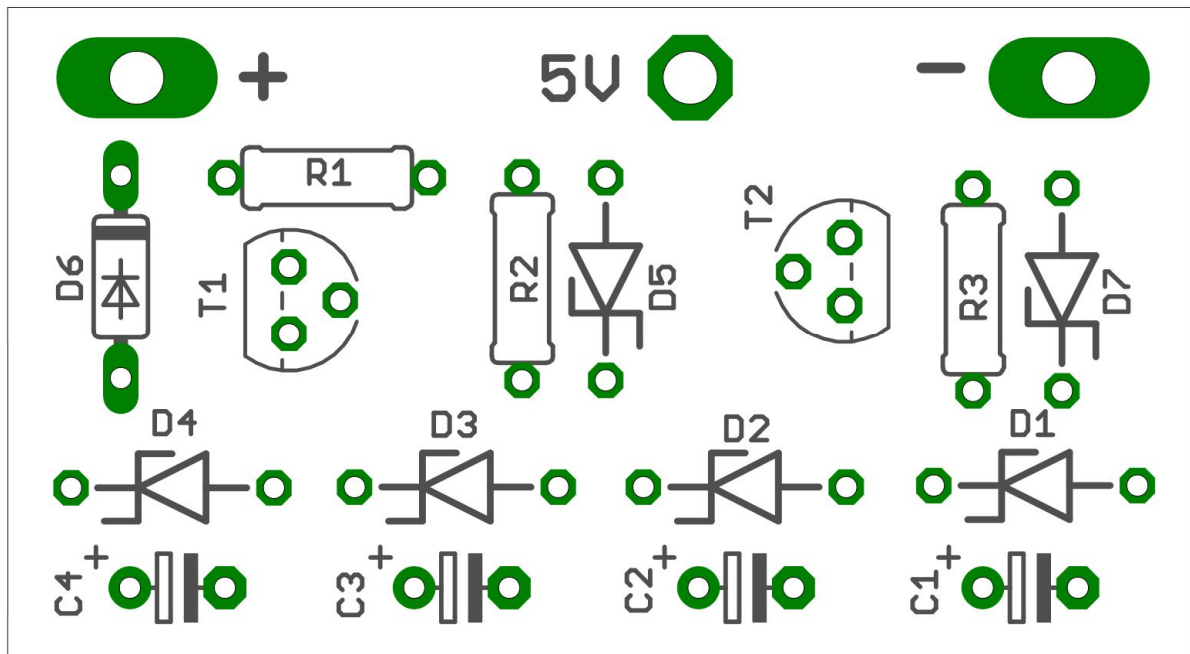 + 5V -
R1
T2
D6 T1 R2 D5 R3 D7
D4 D3 D2 D1
+ + + +
C4 C3 C2 C1